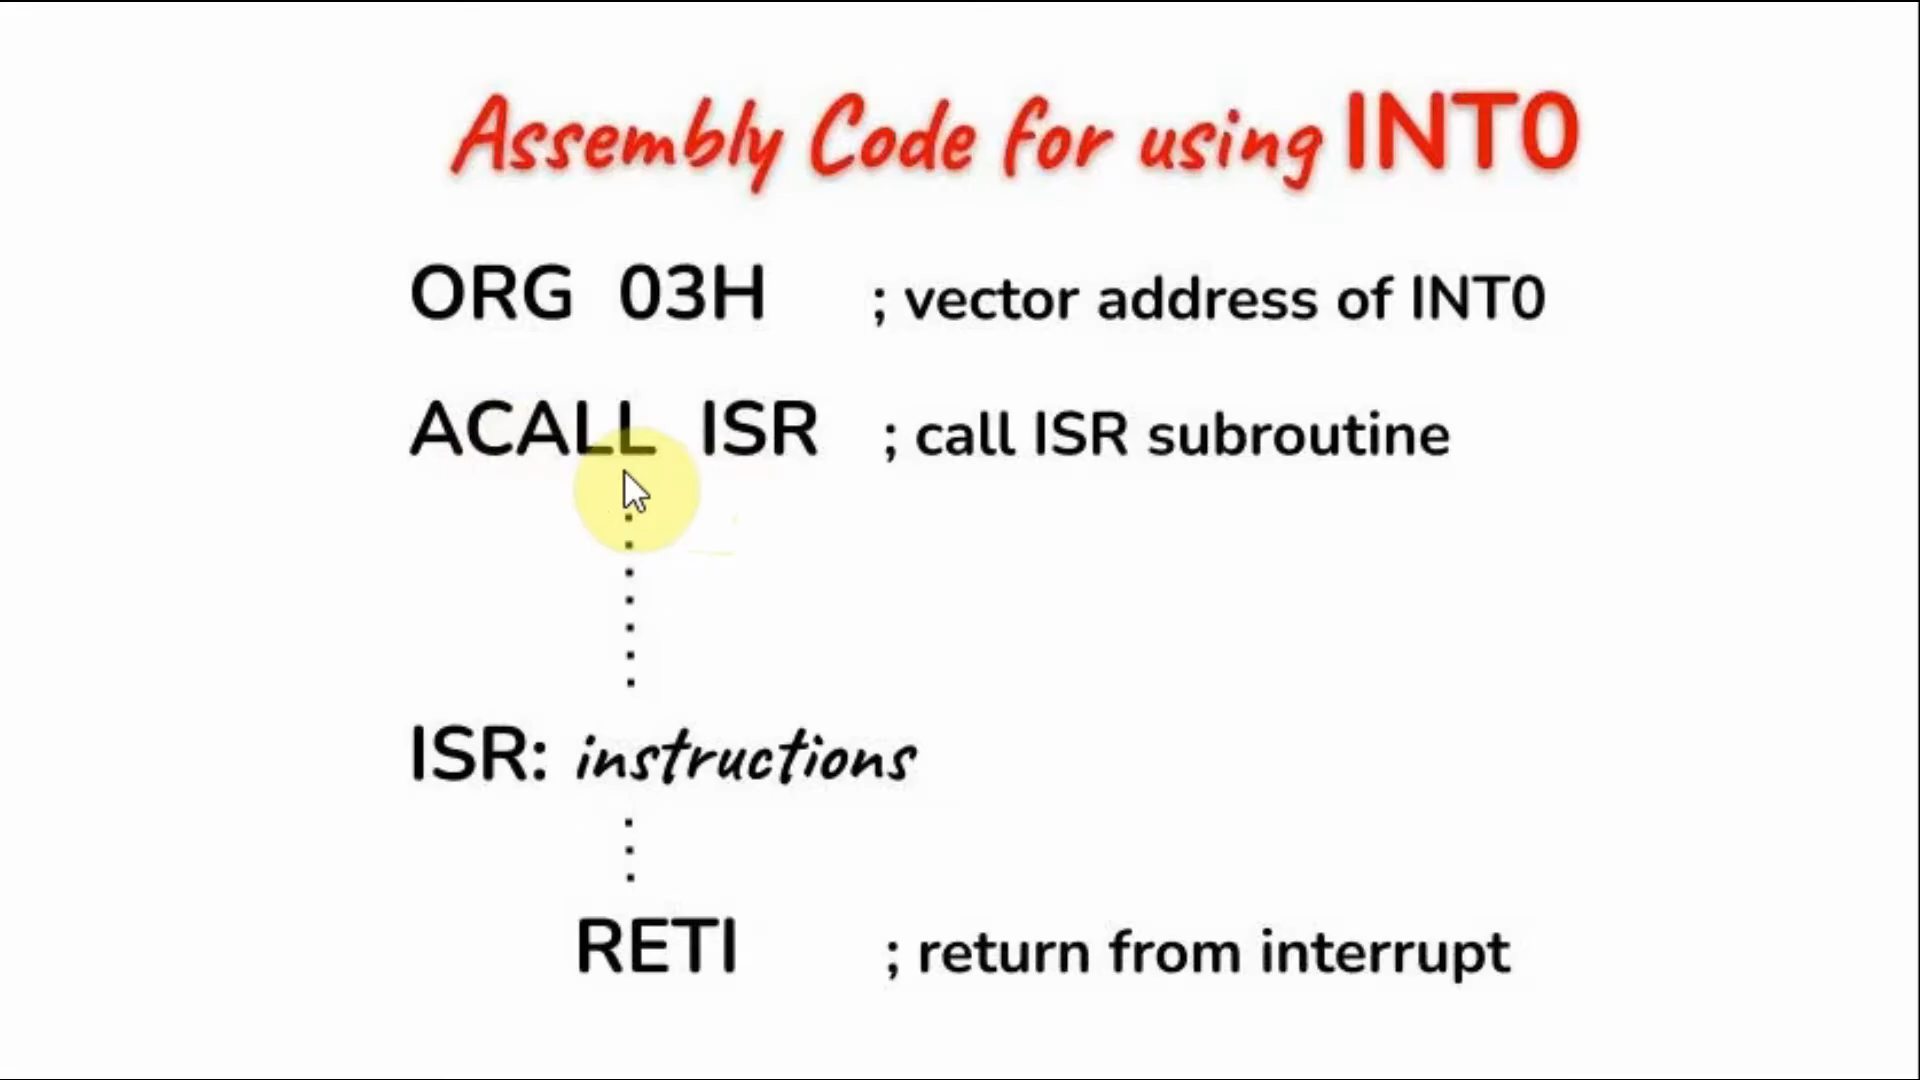 Assembly Code for using INT0
ORG 03H ; vector address of INT0
ACALL ISR ; call ISR subroutine
ISR: instructions
RETI ; return from interrupt